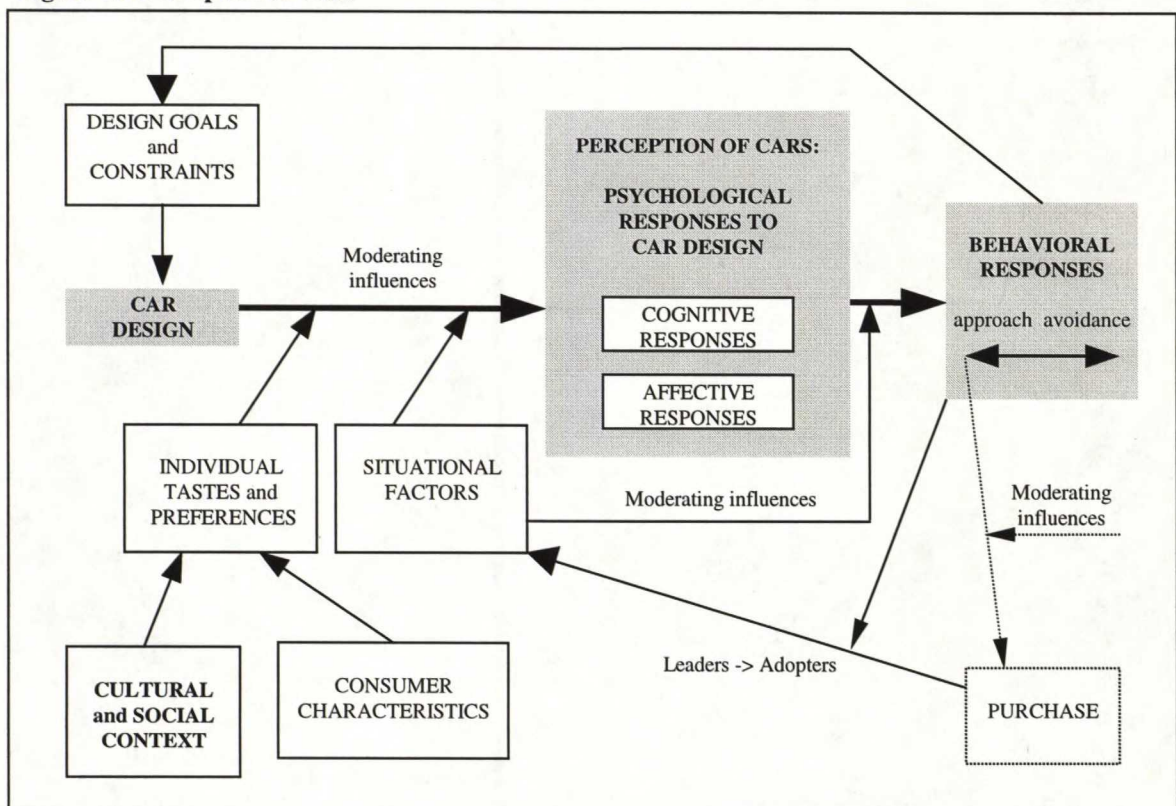 DESIGN GOALS
and
CONSTRAINTS
CAR
DESIGN
Moderating
influences
PERCEPTION OF CARS:
PSYCHOLOGICAL
RESPONSES TO
CAR DESIGN
COGNITIVE
RESPONSES
AFFECTIVE
RESPONSES
BEHAVIORAL
RESPONSES
approach avoidance
INDIVIDUAL
TASTES and
PREFERENCES
SITUATIONAL
FACTORS
Moderating influences
Moderating
influences
CULTURAL
and SOCIAL
CONTEXT
CONSUMER
CHARACTERISTICS
Leaders -> Adopters
PURCHASE